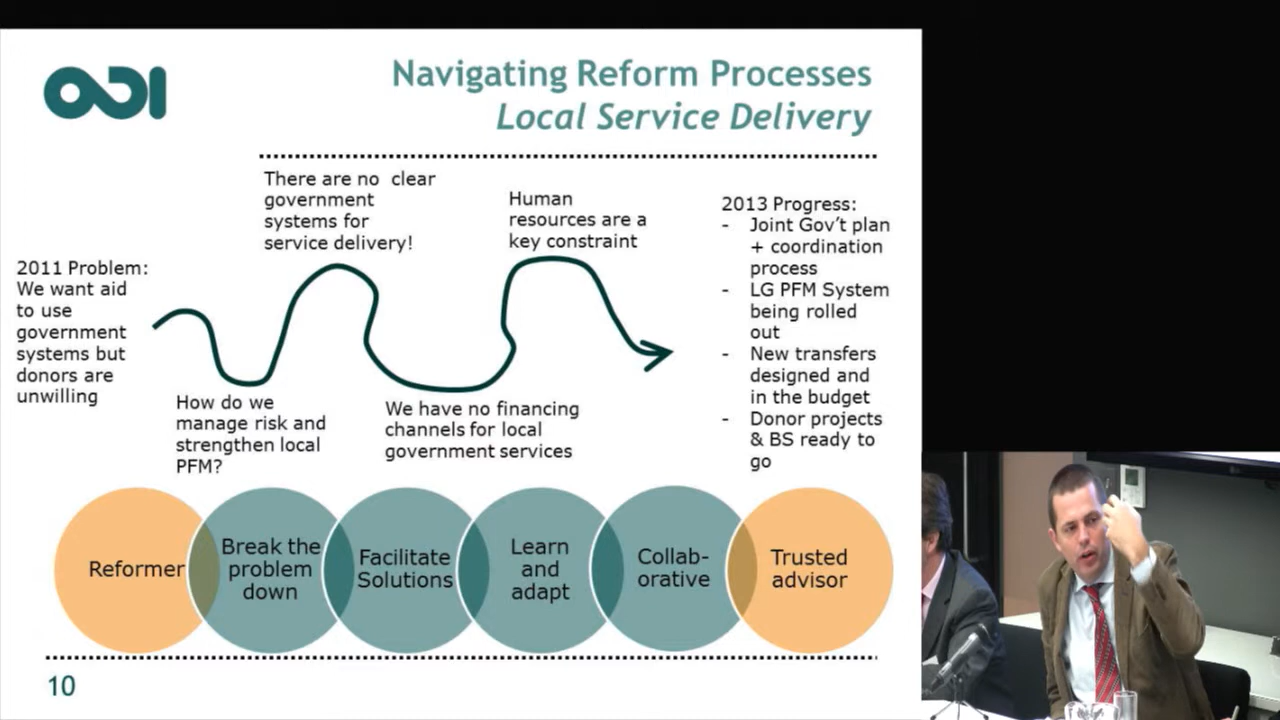 ODI
Navigating Reform Processes
Local Service Delivery
There are no clear
government
systems for
service delivery!
Human
resources are a
key constraint
2011 Problem:
We want aid
to use
government
systems but
donors are
unwilling
How do we
manage risk and
strengthen local
PFM?
We have no financing
channels for local
government services
2013 Progress:
- Joint Gov't plan
+ coordination
process
- LG PFM System
being rolled
out
- New transfers
designed and
in the budget
- Donor projects
& BS ready to
go
Reformer
Break the
problem
down
Facilitate
Solutions
Learn
and
adapt
Collab-
orative
Trusted
advisor
10